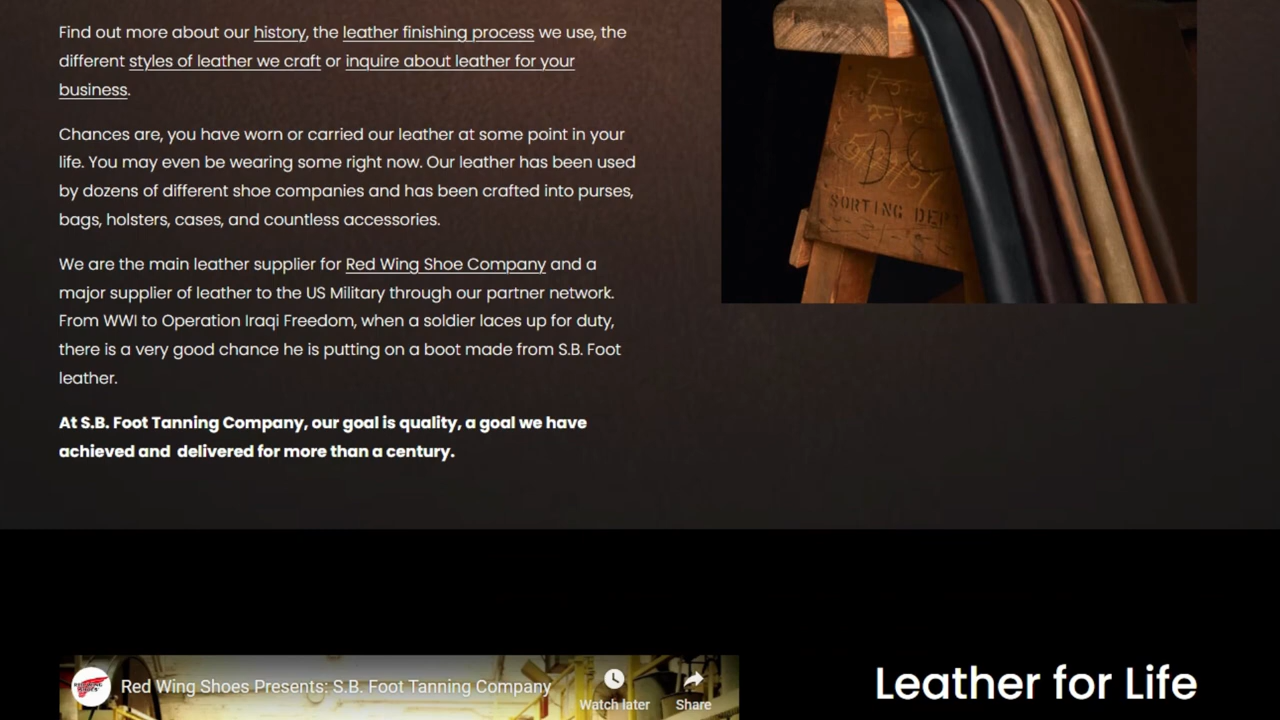 Find out more about our history, the leather finishing process we use, the
different styles of leather we craft or inquire about leather for your
business.
Chances are, you have worn or carried our leather at some point in your
life. You may even be wearing some right now. Our leather has been used
by dozens of different shoe companies and has been crafted into purses,
bags, holsters, cases, and countless accessories.
We are the main leather supplier for Red Wing Shoe Company and a
major supplier of leather to the US Military through our partner network.
From WWI to Operation Iraqi Freedom, when a soldier laces up for duty,
there is a very good chance he is putting on a boot made from S.B. Foot
leather.
At S.B. Foot Tanning Company, our goal is quality, a goal we have
achieved and  delivered for more than a century.
SORTING
Red Wing Shoes Presents: S.B. Foot Tanning Company
Watch later
Share
Leather for Life